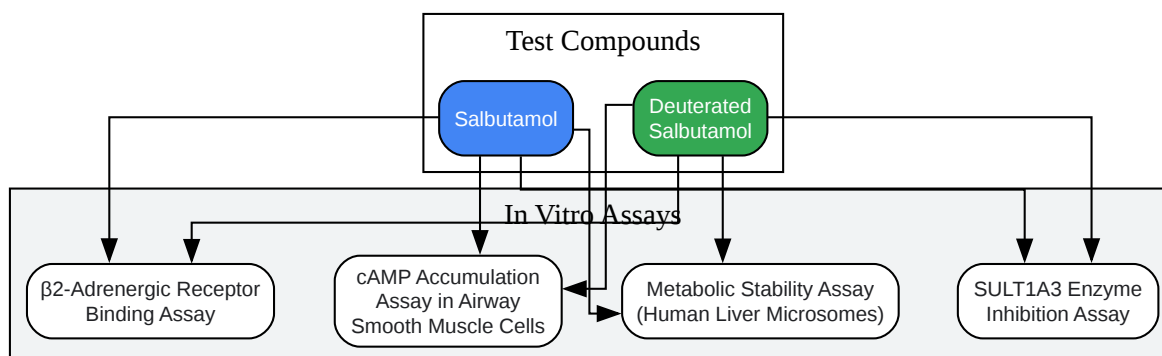 Test Compounds
Salbutamol
Deuterated
Salbutamol
In Vitro Assays
β2-Adrenergic Receptor
Binding Assay
cAMP Accumulation
Assay in Airway
Smooth Muscle Cells
Metabolic Stability Assay
(Human Liver Microsomes)
SULT1A3 Enzyme
Inhibition Assay